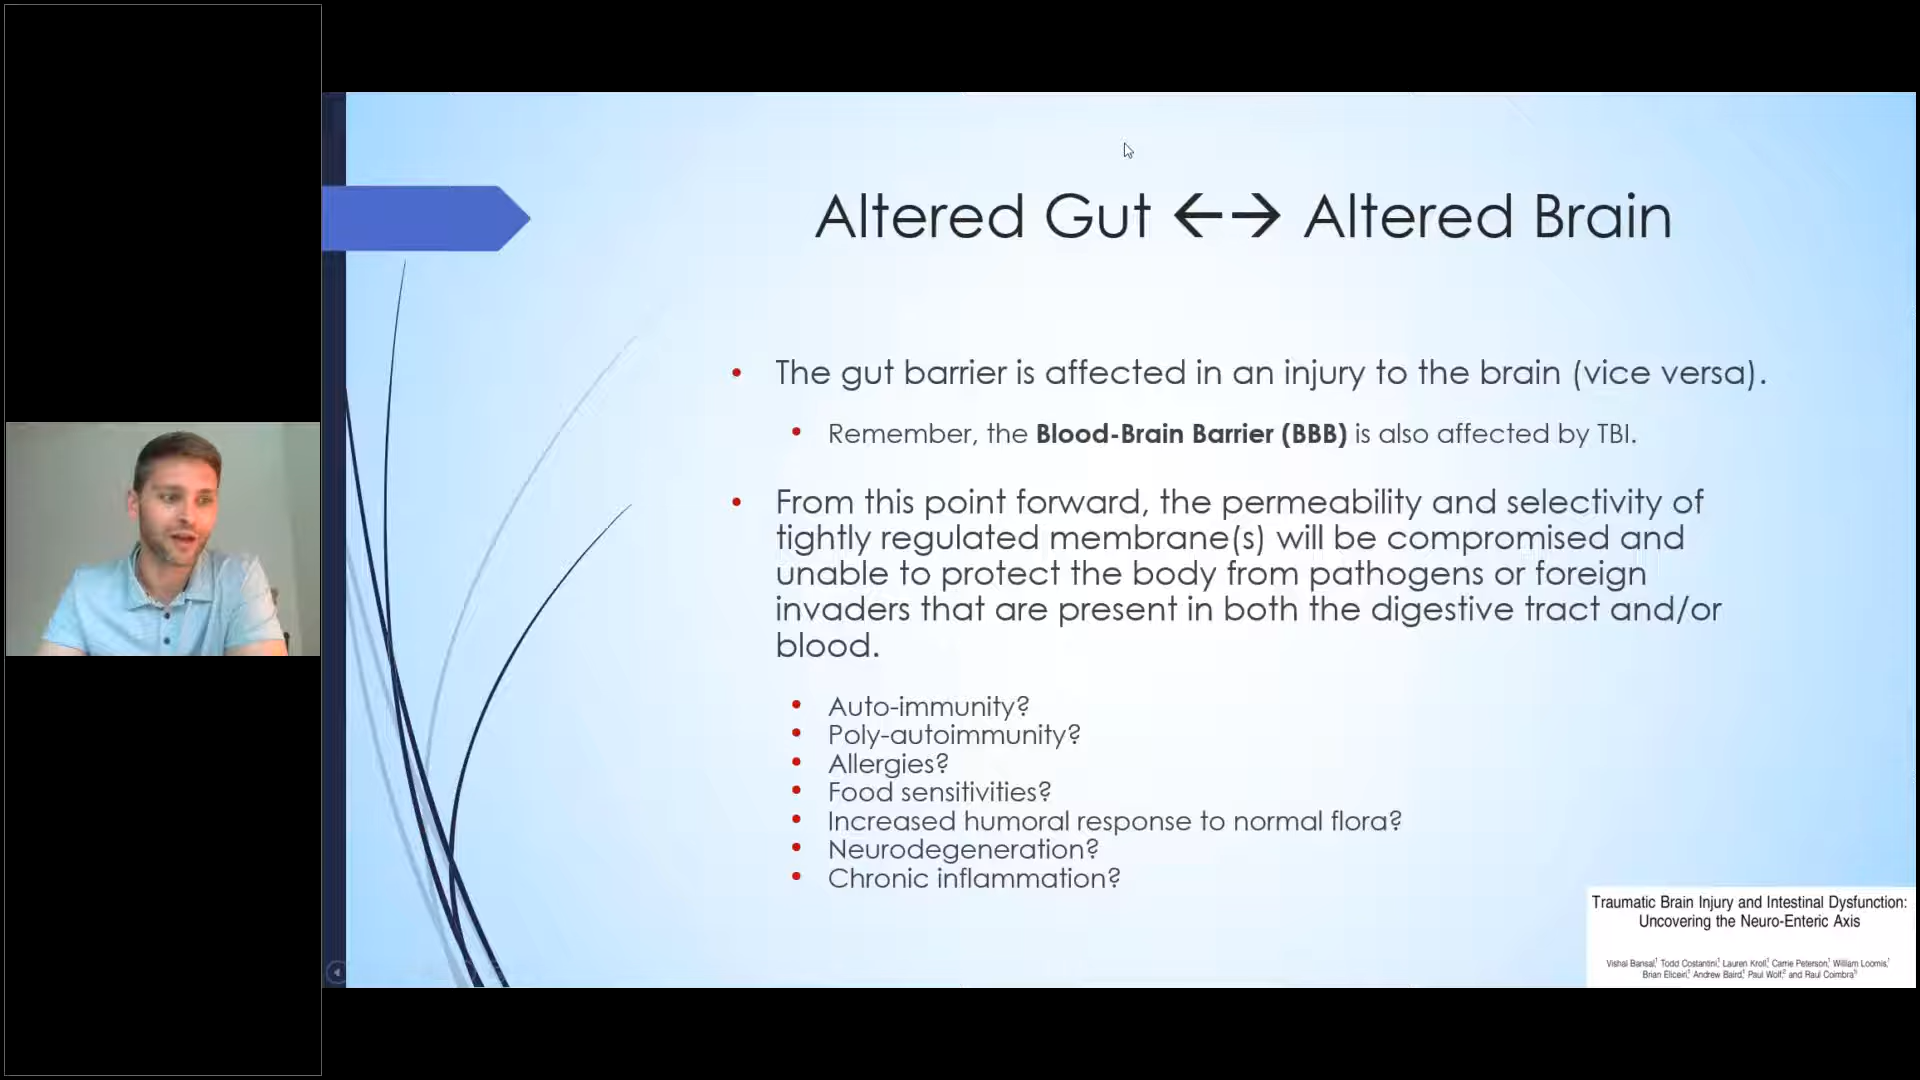 Altered Gut ←→ Altered Brain
• The gut barrier is affected in an injury to the brain (vice versa).
• Remember, the Blood-Brain Barrier (BBB) is also affected by TBI.
• From this point forward, the permeability and selectivity of
tightly regulated membrane(s) will be compromised and
unable to protect the body from pathogens or foreign
invaders that are present in both the digestive tract and/or
blood.
• Auto-immunity?
• Poly-autoimmunity?
• Allergies?
• Food sensitivities?
• Increased humoral response to normal flora?
• Neurodegeneration?
• Chronic inflammation?
Traumatic Brain Injury and Intestinal Dysfunction:
Uncovering the Neuro-Enteric Axis
Vishal Bansal,¹ Todd Costantini,¹ Lauren Kroll,¹ Carrie Peterson,¹ William Loomis,¹
Brian Eliceiri,¹ Andrew Baird,¹ Paul Wolf,² and Raul Coimbra¹